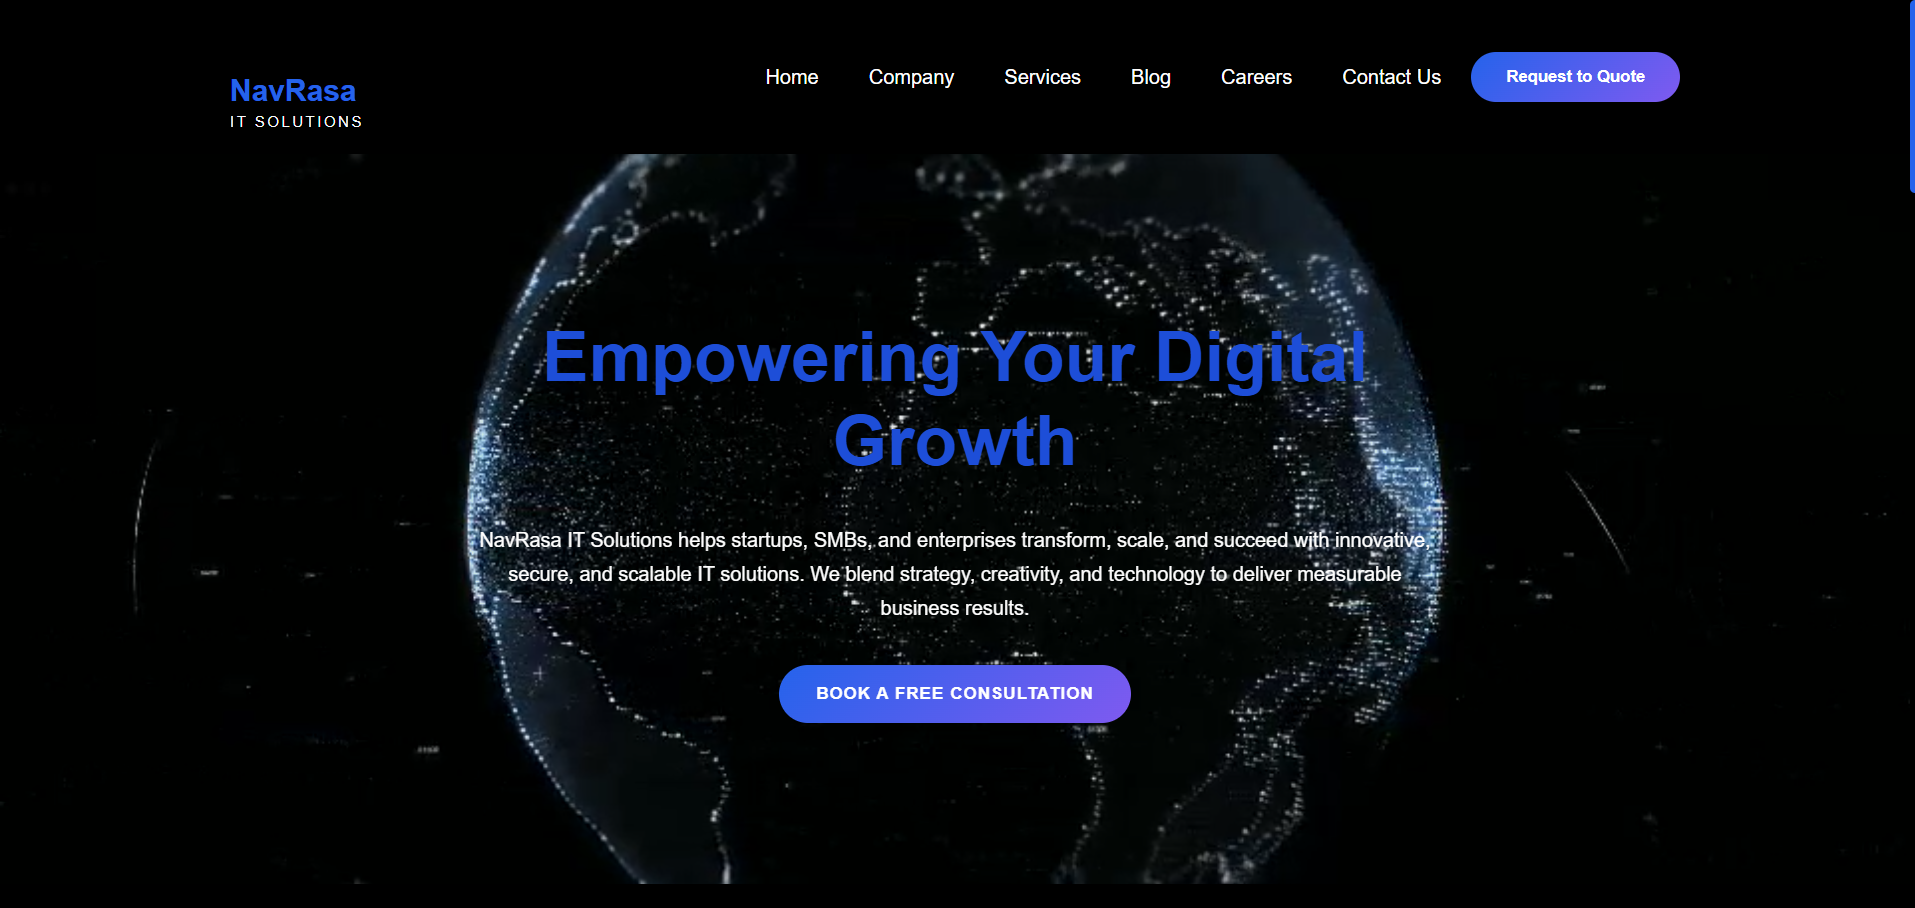 NavRasa
IT SOLUTIONS
Home Company Services Blog Careers Contact Us Request to Quote
Empowering Your Digital
Growth
NavRasa IT Solutions helps startups, SMBs, and enterprises transform, scale, and succeed with innovative,
secure, and scalable IT solutions. We blend strategy, creativity, and technology to deliver measurable
business results.
BOOK A FREE CONSULTATION